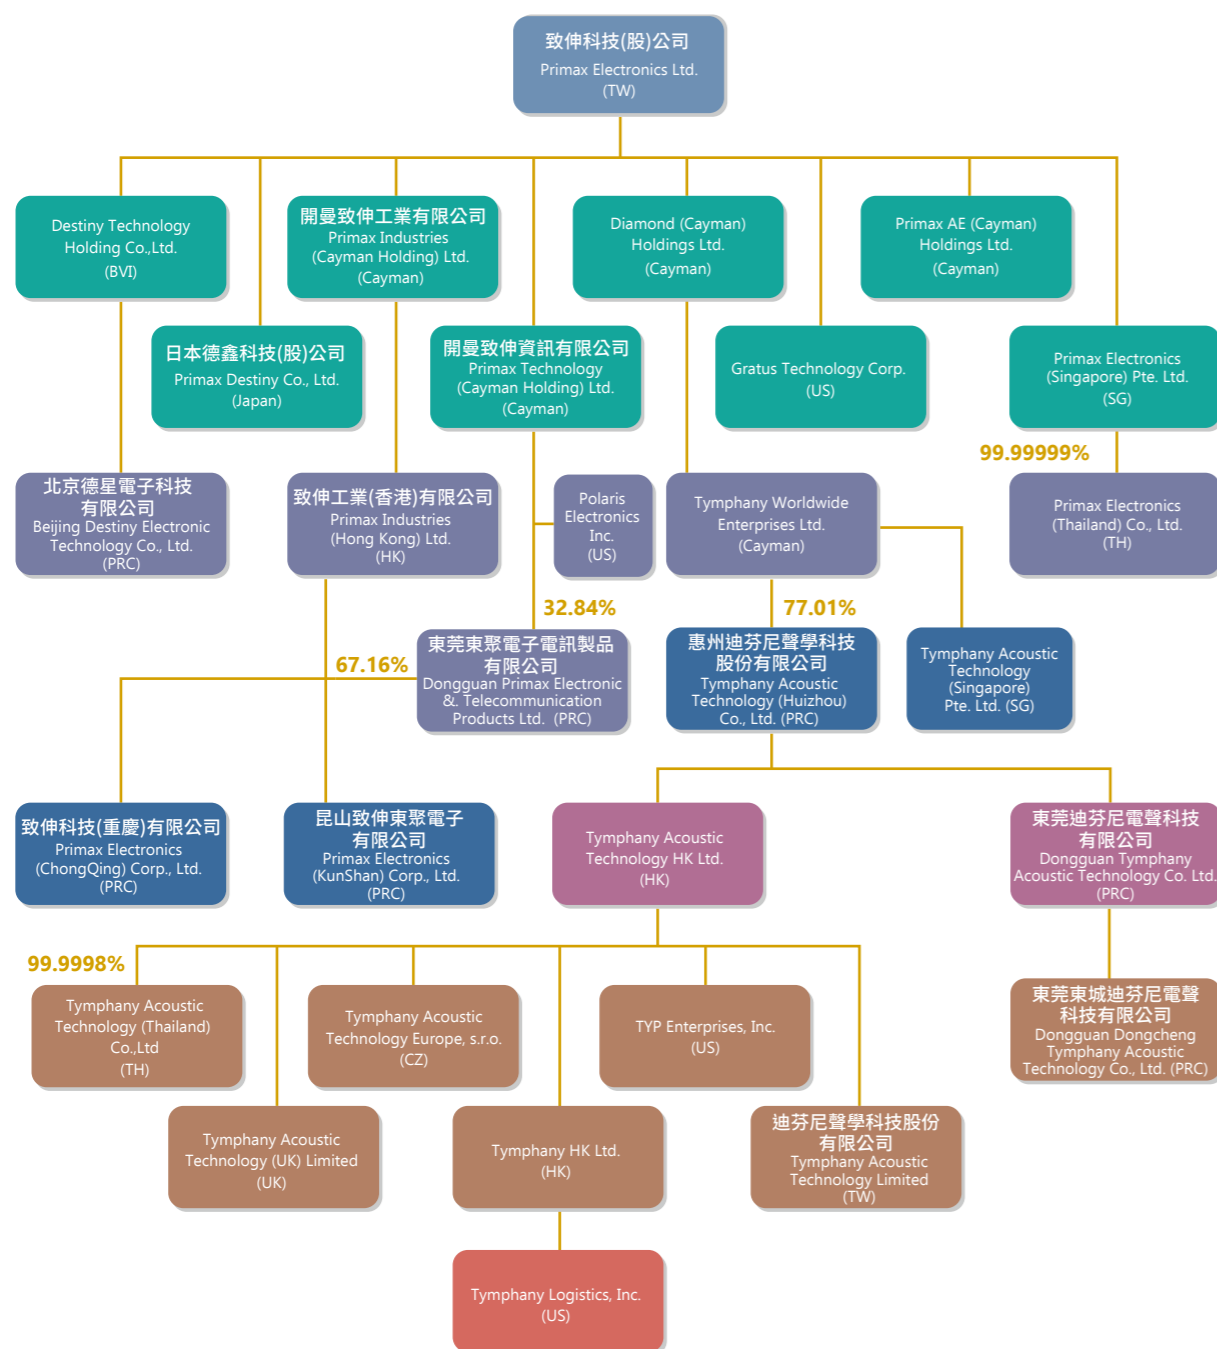 致伸科技(股)公司
Primax Electronics Ltd.
(TW)
Destiny Technology
Holding Co.,Ltd.
(BVI)
開曼致伸工業有限公司
Primax Industries
(Cayman Holding) Ltd.
(Cayman)
Diamond (Cayman)
Holdings Ltd.
(Cayman)
Primax AE (Cayman)
Holdings Ltd.
(Cayman)
日本德鑫科技(股)公司
Primax Destiny Co., Ltd.
(Japan)
開曼致伸資訊有限公司
Primax Technology
(Cayman Holding) Ltd.
(Cayman)
Gratus Technology Corp.
(US)
Primax Electronics
(Singapore) Pte. Ltd.
(SG)
99.99999%
北京德星電子科技
有限公司
Beijing Destiny Electronic
Technology Co., Ltd.
(PRC)
致伸工業(香港)有限公司
Primax Industries
(Hong Kong) Ltd.
(HK)
Polaris
Electronics
Inc.
(US)
Tymphany Worldwide
Enterprises Ltd.
(Cayman)
Primax Electronics
(Thailand) Co., Ltd.
(TH)
32.84%
77.01%
67.16%
東莞東聚電子電訊製品
有限公司
Dongguan Primax Electronic
&. Telecommunication
Products Ltd. (PRC)
惠州迪芬尼聲學科技
股份有限公司
Tymphany Acoustic
Technology (Huizhou)
Co., Ltd. (PRC)
Tymphany Acoustic
Technology
(Singapore)
Pte. Ltd. (SG)
致伸科技(重慶)有限公司
Primax Electronics
(ChongQing) Corp., Ltd.
(PRC)
昆山致伸東聚電子
有限公司
Primax Electronics
(KunShan) Corp., Ltd.
(PRC)
Tymphany Acoustic
Technology HK Ltd.
(HK)
東莞迪芬尼電聲科技
有限公司
Dongguan Tymphany
Acoustic Technology Co. Ltd.
(PRC)
99.9998%
Tymphany Acoustic
Technology (Thailand)
Co.,Ltd
(TH)
Tymphany Acoustic
Technology Europe, s.r.o.
(CZ)
TYP Enterprises, Inc.
(US)
東莞東城迪芬尼電聲
科技有限公司
Dongguan Dongcheng
Tymphany Acoustic
Technology Co., Ltd. (PRC)
Tymphany Acoustic
Technology (UK) Limited
(UK)
Tymphany HK Ltd.
(HK)
迪芬尼聲學科技股份
有限公司
Tymphany Acoustic
Technology Limited
(TW)
Tymphany Logistics, Inc.
(US)